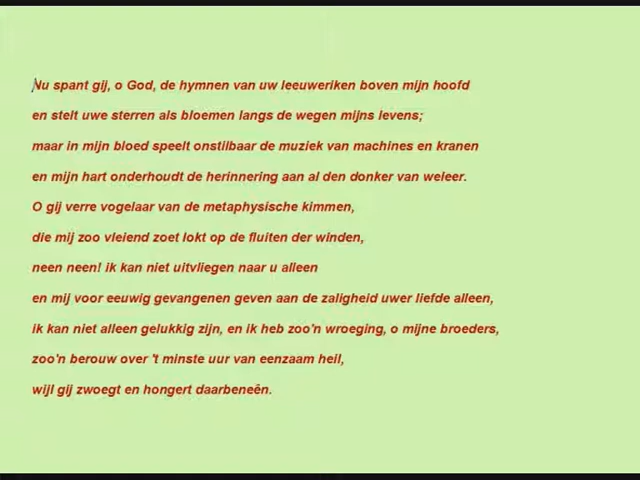 Nu spant gij, o God, de hymnen van uw leeuweriken boven mijn hoofd
en stelt uwe sterren als bloemen langs de wegen mijns levens;
maar in mijn bloed speelt onstilbaar de muziek van machines en kranen
en mijn hart onderhoudt de herinnering aan al den donker van weleer.
O gij verre vogelaar van de metaphysische kimmen,
die mij zoo vleiend zoet lokt op de fluiten der winden,
neen neen! ik kan niet uitvliegen naar u alleen
en mij voor eeuwig gevangenen geven aan de zaligheid uwer liefde alleen,
ik kan niet alleen gelukkig zijn, en ik heb zoo'n wroeging, o mijne broeders,
zoo'n berouw over 't minste uur van eenzaam heil,
wijl gij zwoegt en hongert daarbeneên.